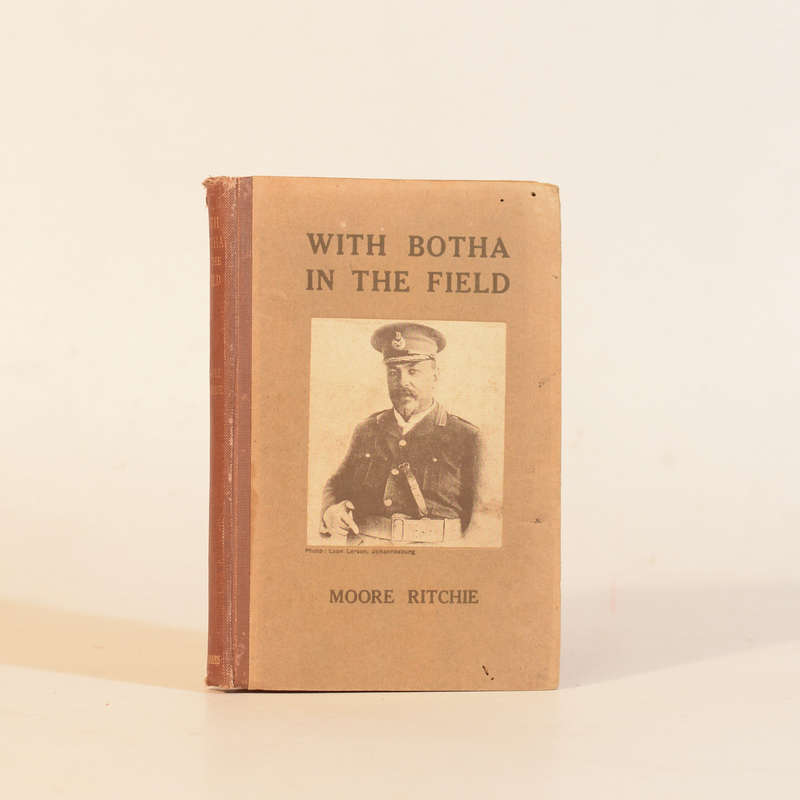 WITH BOTHA
IN THE FIELD
Photo: Leon Levson, Johannesburg
MOORE RITCHIE